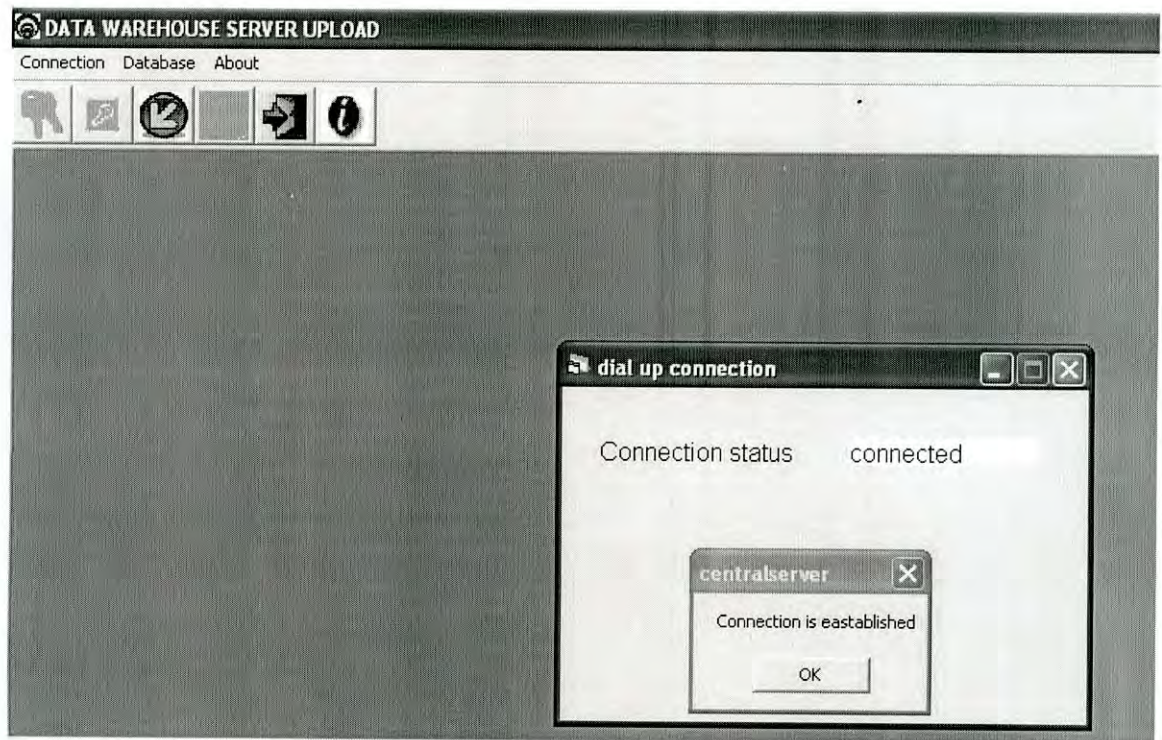 DATA WAREHOUSE SERVER UPLOAD
Connection Database About
dial up connection
Connection status connected
centralserver
Connection is eastablished
OK